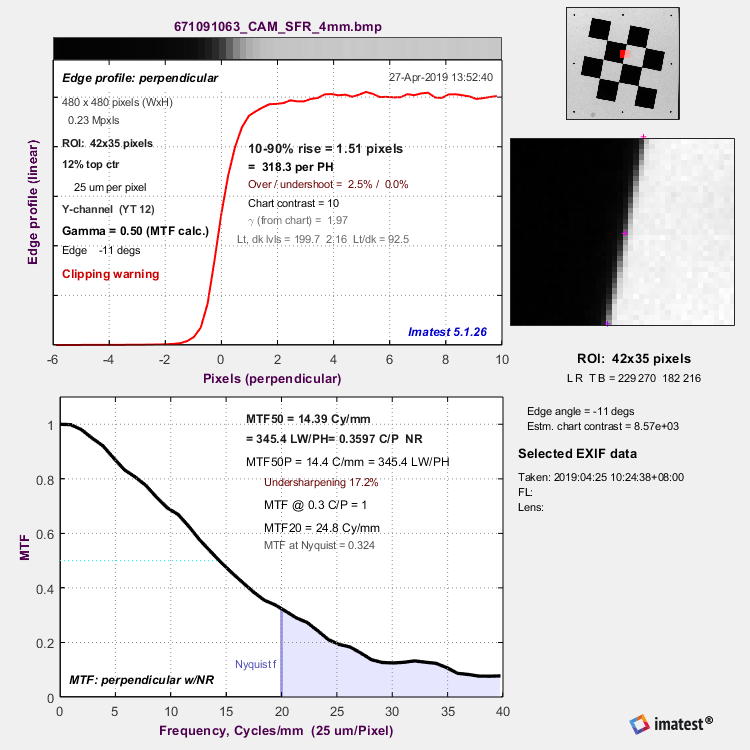 671091063_CAM_SFR_4mm.bmp
Edge profile: perpendicular
27-Apr-2019 13:52:40
480 x 480 pixels (WxH)
0.23 Mpxls
ROI: 42x35 pixels
12% top ctr
25 um per pixel
Y-channel (YT 12)
Gamma = 0.50 (MTF calc.)
Edge -11 degs
Clipping warning
10-90% rise = 1.51 pixels
= 318.3 per PH
Over / undershoot = 2.5% / 0.0%
Chart contrast = 10
γ (from chart) = 1.97
Lt, dk lvls = 199.7 2.16 Lt/dk = 92.5
Imatest 5.1.26
Edge profile (linear)
-6 -4 -2 0 2 4 6 8 10
Pixels (perpendicular)
ROI: 42x35 pixels
L R T B = 229 270 182 216
Edge angle = -11 degs
Estm. chart contrast = 8.57e+03
Selected EXIF data
Taken: 2019:04:25 10:24:38+08:00
FL:
Lens:
MTF50 = 14.39 Cy/mm
= 345.4 LW/PH= 0.3597 C/P NR
MTF50P = 14.4 C/mm = 345.4 LW/PH
Undersharpening 17.2%
MTF @ 0.3 C/P = 1
MTF20 = 24.8 Cy/mm
MTF at Nyquist = 0.324
1
0.8
0.6
0.4
0.2
0
MTF
Nyquist f
MTF: perpendicular w/NR
0 5 10 15 20 25 30 35 40
Frequency, Cycles/mm (25 um/Pixel)
imatest®